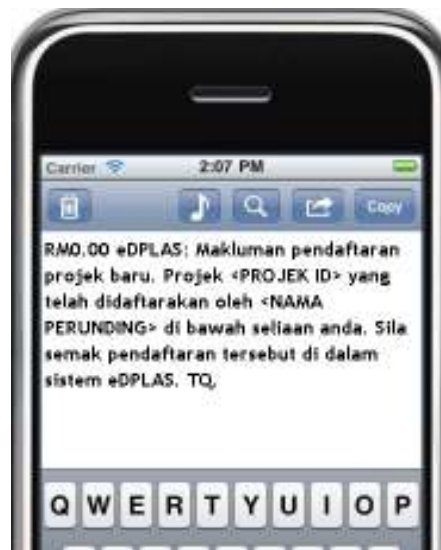 Carrier 2:07 PM
Copy
RM0.00 eDPLAS: Makluman pendaftaran
projek baru. Projek <PROJEK ID> yang
telah didaftarakan oleh <NAMA
PERUNDING> di bawah seliaan anda. Sila
semak pendaftaran tersebut di dalam
sistem eDPLAS. TQ.
Q W E R T Y U I O P